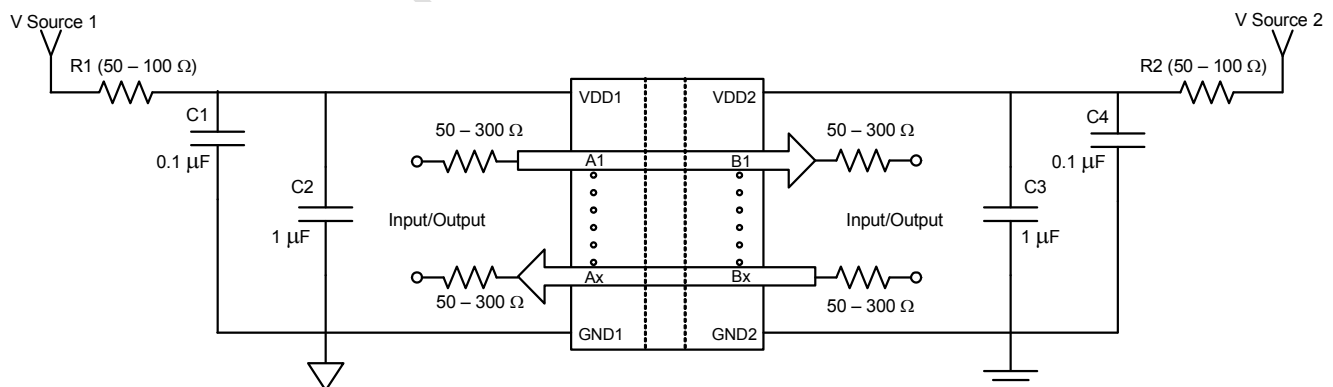 V Source 1
V Source 2
R1 (50 – 100 Ω)
R2 (50 – 100 Ω)
VDD1
VDD2
C1
C4
50 – 300 Ω
50 – 300 Ω
0.1 μF
A1
B1
0.1 μF
C2
C3
Input/Output
Input/Output
1 μF
1 μF
Ax
Bx
50 – 300 Ω
50 – 300 Ω
GND1
GND2